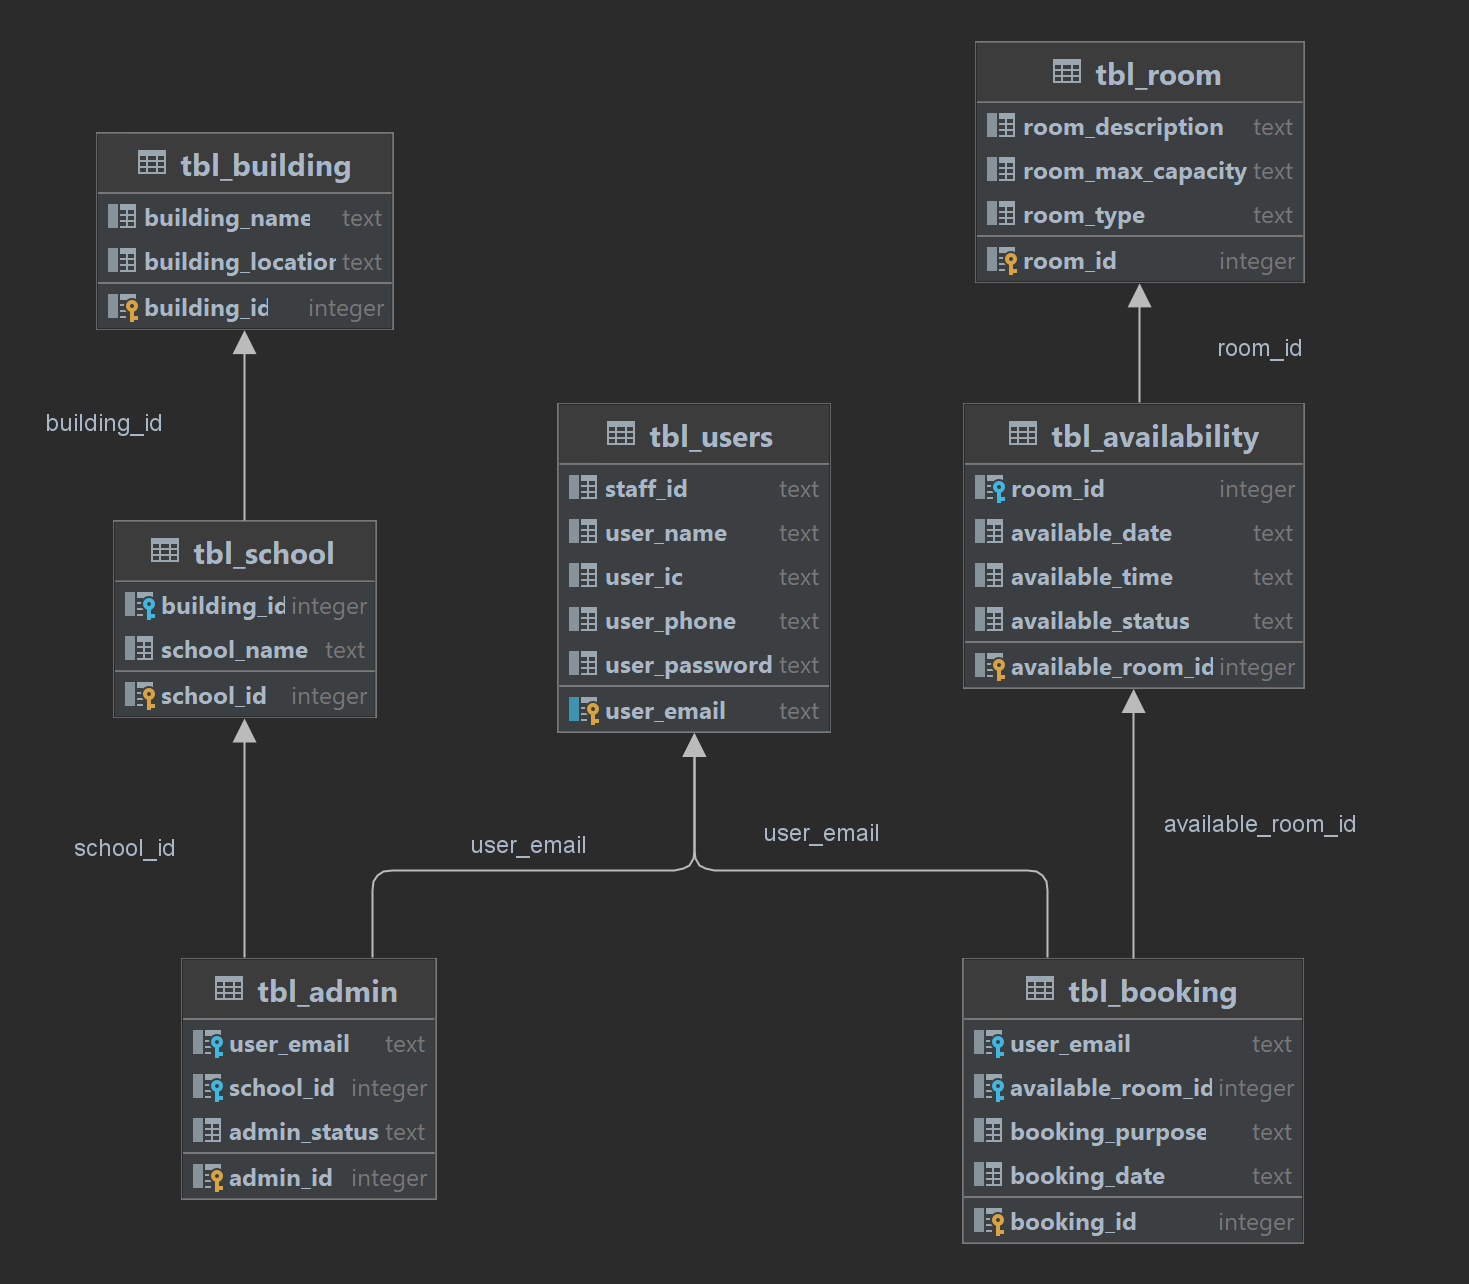 tbl_room
room_description text
room_max_capacity text
room_type text
room_id integer
tbl_building
building_name text
building_location text
building_id integer
room_id
building_id
tbl_users
staff_id text
user_name text
user_ic text
user_phone text
user_password text
user_email text
tbl_availability
room_id integer
available_date text
available_time text
available_status text
available_room_id integer
tbl_school
building_id integer
school_name text
school_id integer
school_id
user_email
user_email
available_room_id
tbl_admin
user_email text
school_id integer
admin_status text
admin_id integer
tbl_booking
user_email text
available_room_id integer
booking_purpose text
booking_date text
booking_id integer